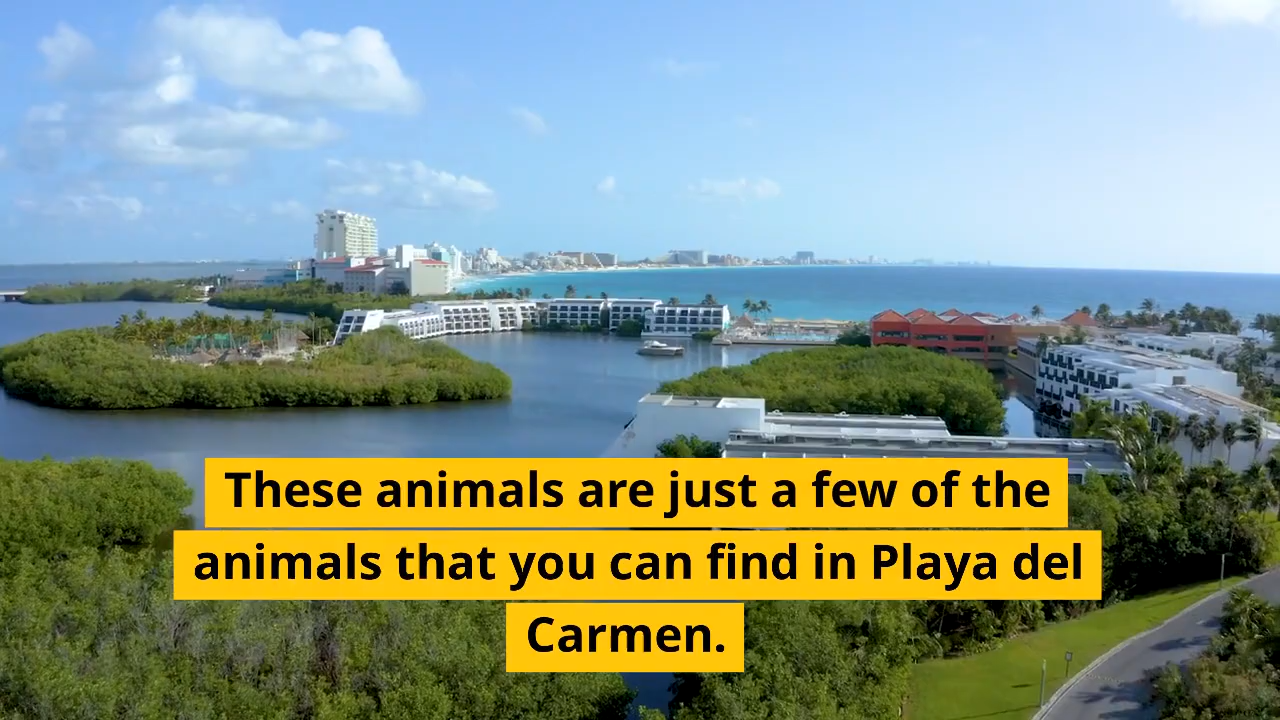 These animals are just a few of the
animals that you can find in Playa del
Carmen.